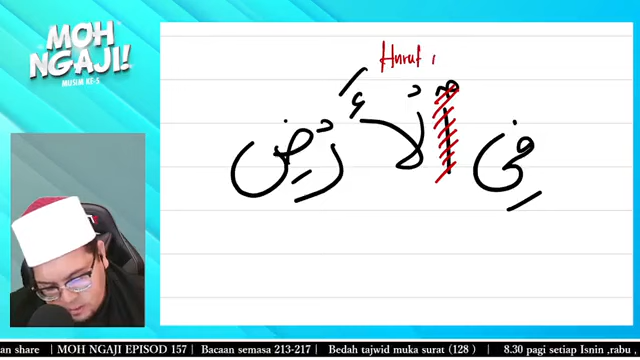 MOH
NGAJI!
MUSIM KE-5
Huruf
فِى ٱلْأَرْضِ
an share | MOH NGAJI EPISOD 157 | Bacaan semasa 213-217 | Bedah tajwid muka surat (128) | 8.30 pagi setiap Isnin ,rabu ,